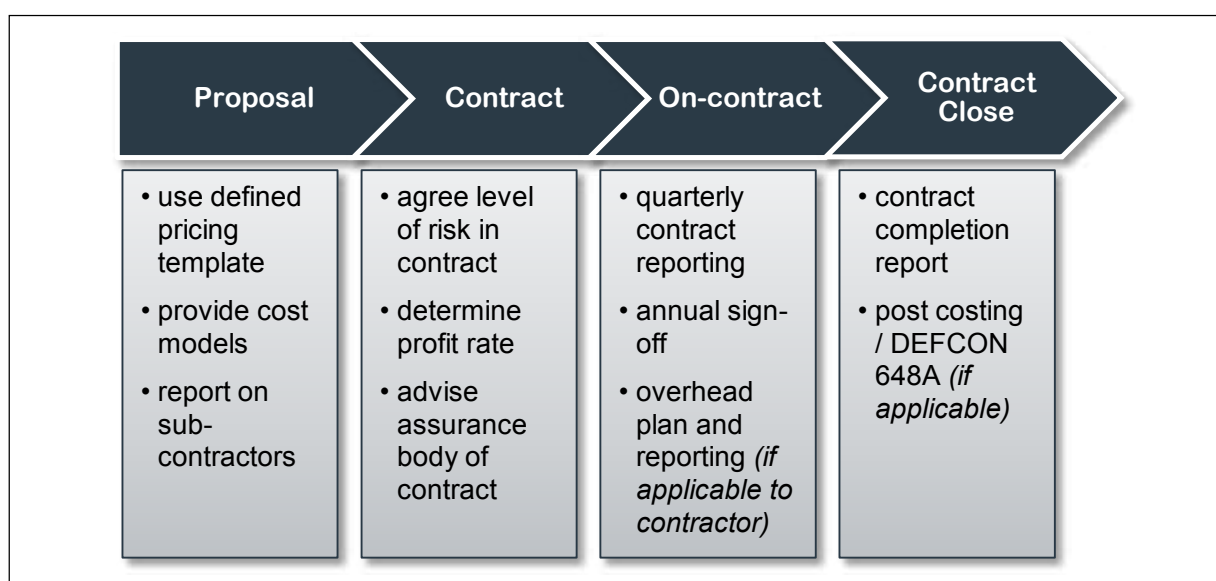 Proposal
Contract
On-contract
Contract
Close
• use defined
pricing
template
• provide cost
models
• report on
sub-
contractors
• agree level
of risk in
contract
• determine
profit rate
• advise
assurance
body of
contract
• quarterly
contract
reporting
• annual sign-
off
• overhead
plan and
reporting (if
applicable to
contractor)
• contract
completion
report
• post costing
/ DEFCON
648A (if
applicable)